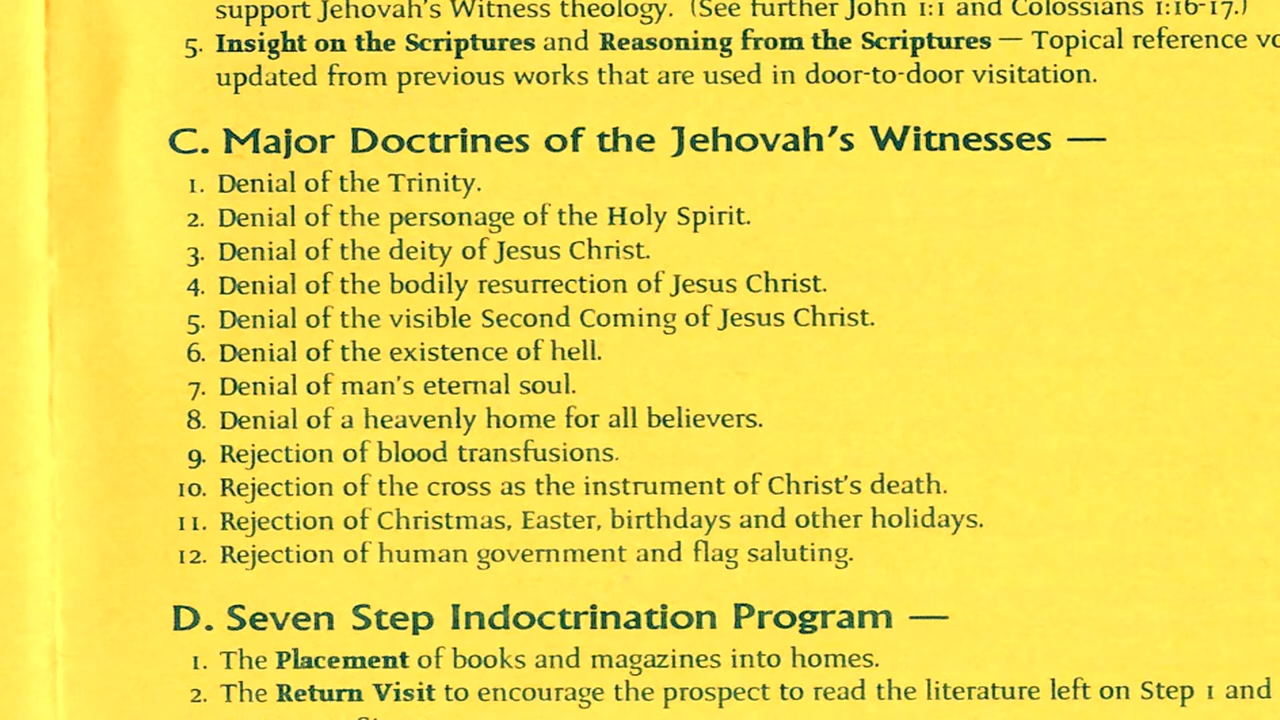 support Jehovah's Witness theology. (See further John 1:1 and Colossians 1:16-17.)
5. Insight on the Scriptures and Reasoning from the Scriptures — Topical reference
updated from previous works that are used in door-to-door visitation.
C. Major Doctrines of the Jehovah's Witnesses —
1. Denial of the Trinity.
2. Denial of the personage of the Holy Spirit.
3. Denial of the deity of Jesus Christ.
4. Denial of the bodily resurrection of Jesus Christ.
5. Denial of the visible Second Coming of Jesus Christ.
6. Denial of the existence of hell.
7. Denial of man's eternal soul.
8. Denial of a heavenly home for all believers.
9. Rejection of blood transfusions.
10. Rejection of the cross as the instrument of Christ's death.
11. Rejection of Christmas, Easter, birthdays and other holidays.
12. Rejection of human government and flag saluting.
D. Seven Step Indoctrination Program —
1. The Placement of books and magazines into homes.
2. The Return Visit to encourage the prospect to read the literature left on Step 1 and